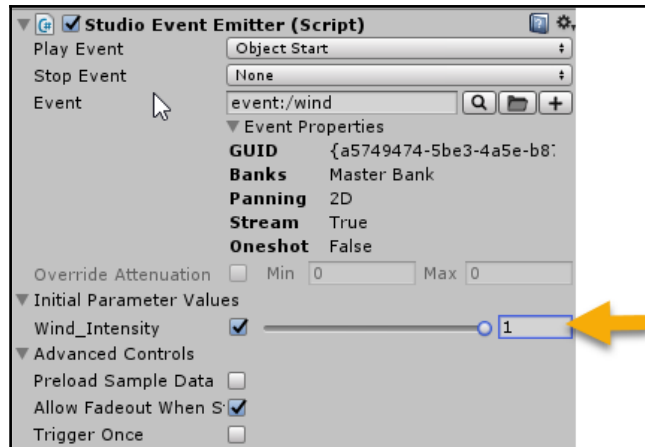 Studio Event Emitter (Script)
Play Event Object Start
Stop Event None
Event event:/wind
Event Properties
GUID {a5749474-5be3-4a5e-b87
Banks Master Bank
Panning 2D
Stream True
Oneshot False
Override Attenuation Min 0 Max 0
Initial Parameter Values
Wind_Intensity 1
Advanced Controls
Preload Sample Data
Allow Fadeout When S
Trigger Once